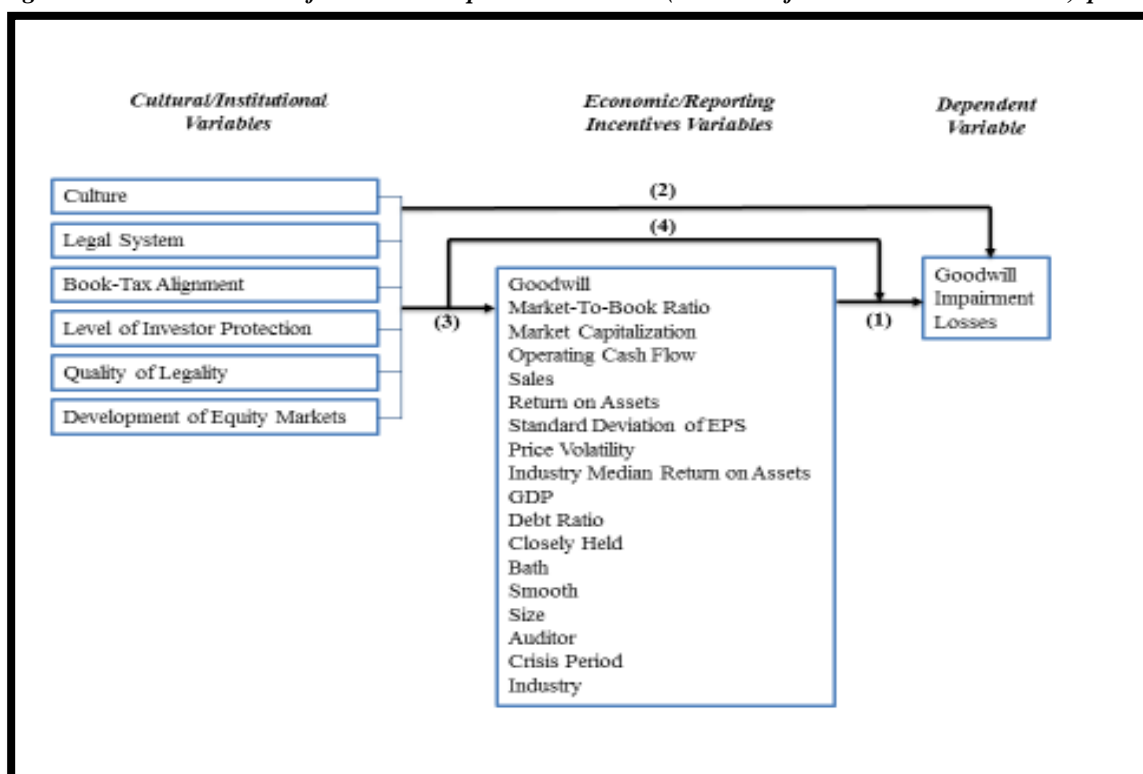 Cultural/Institutional
Variables
Economic/Reporting
Incentives Variables
Dependent
Variable
Culture
Legal System
Book-Tax Alignment
Level of Investor Protection
Quality of Legality
Development of Equity Markets
(2)
(4)
(3)
(1)
Goodwill
Market-To-Book Ratio
Market Capitalization
Operating Cash Flow
Sales
Return on Assets
Standard Deviation of EPS
Price Volatility
Industry Median Return on Assets
GDP
Debt Ratio
Closely Held
Bath
Smooth
Size
Auditor
Crisis Period
Industry
Goodwill
Impairment
Losses